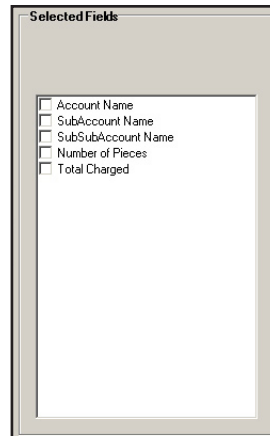 Selected Fields
Account Name
SubAccount Name
SubSubAccount Name
Number of Pieces
Total Charged